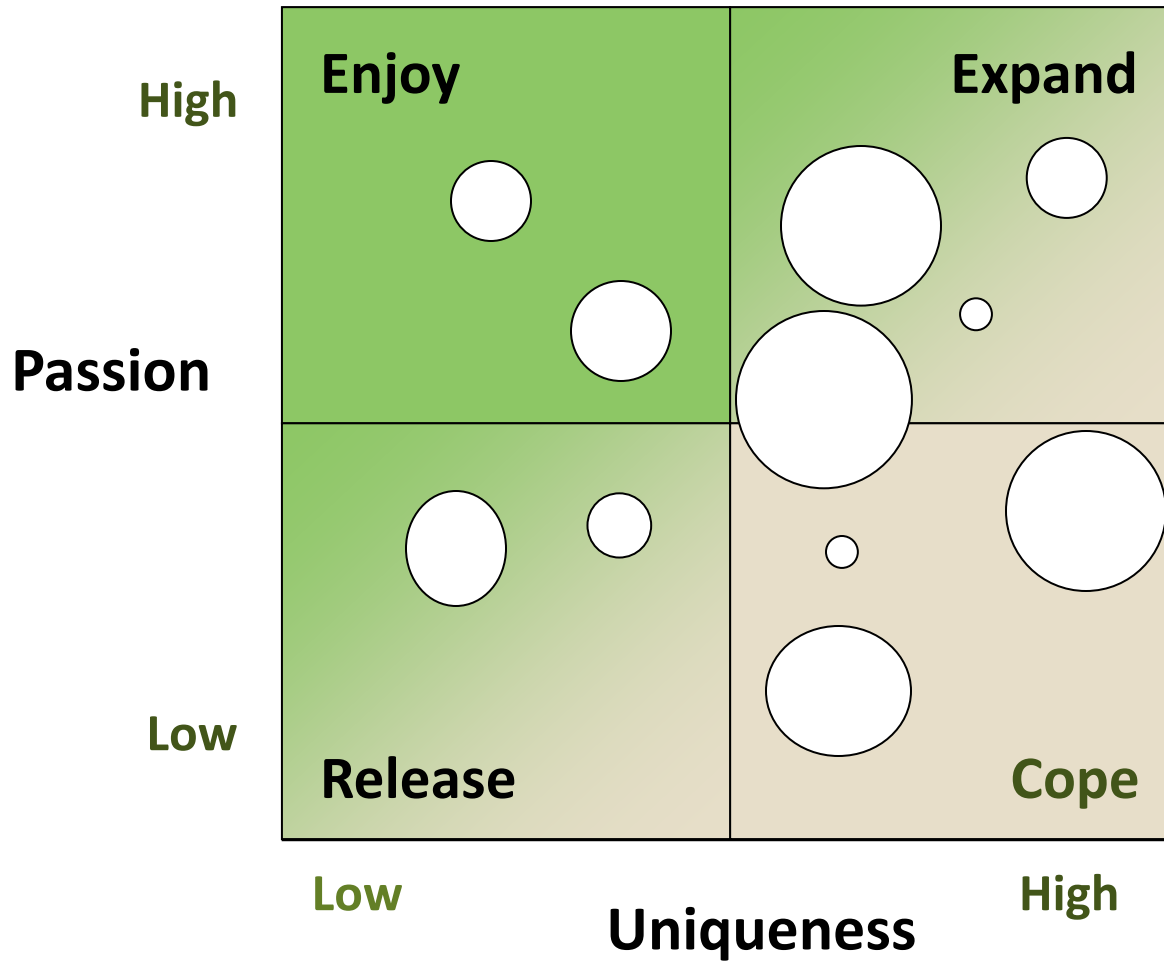 Enjoy
Expand
High
Passion
Low
Release
Cope
Low
High
Uniqueness